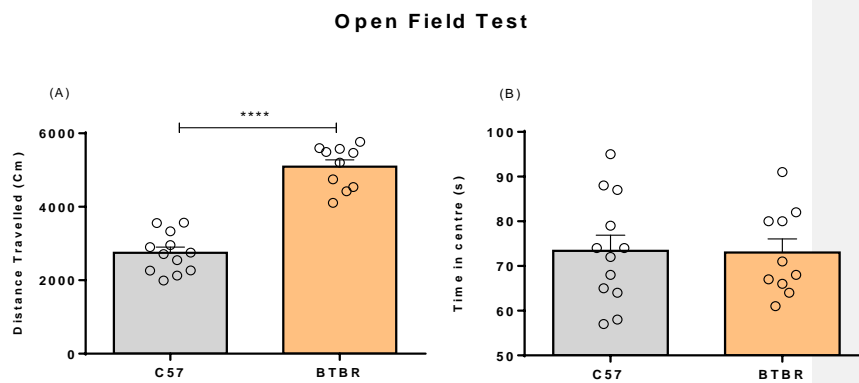 Open Field Test
(A)
****
Distance Travelled (Cm)
6000
4000
2000
0
C57
BTBR
(B)
Time in centre (s)
100
90
80
70
60
50
C57
BTBR